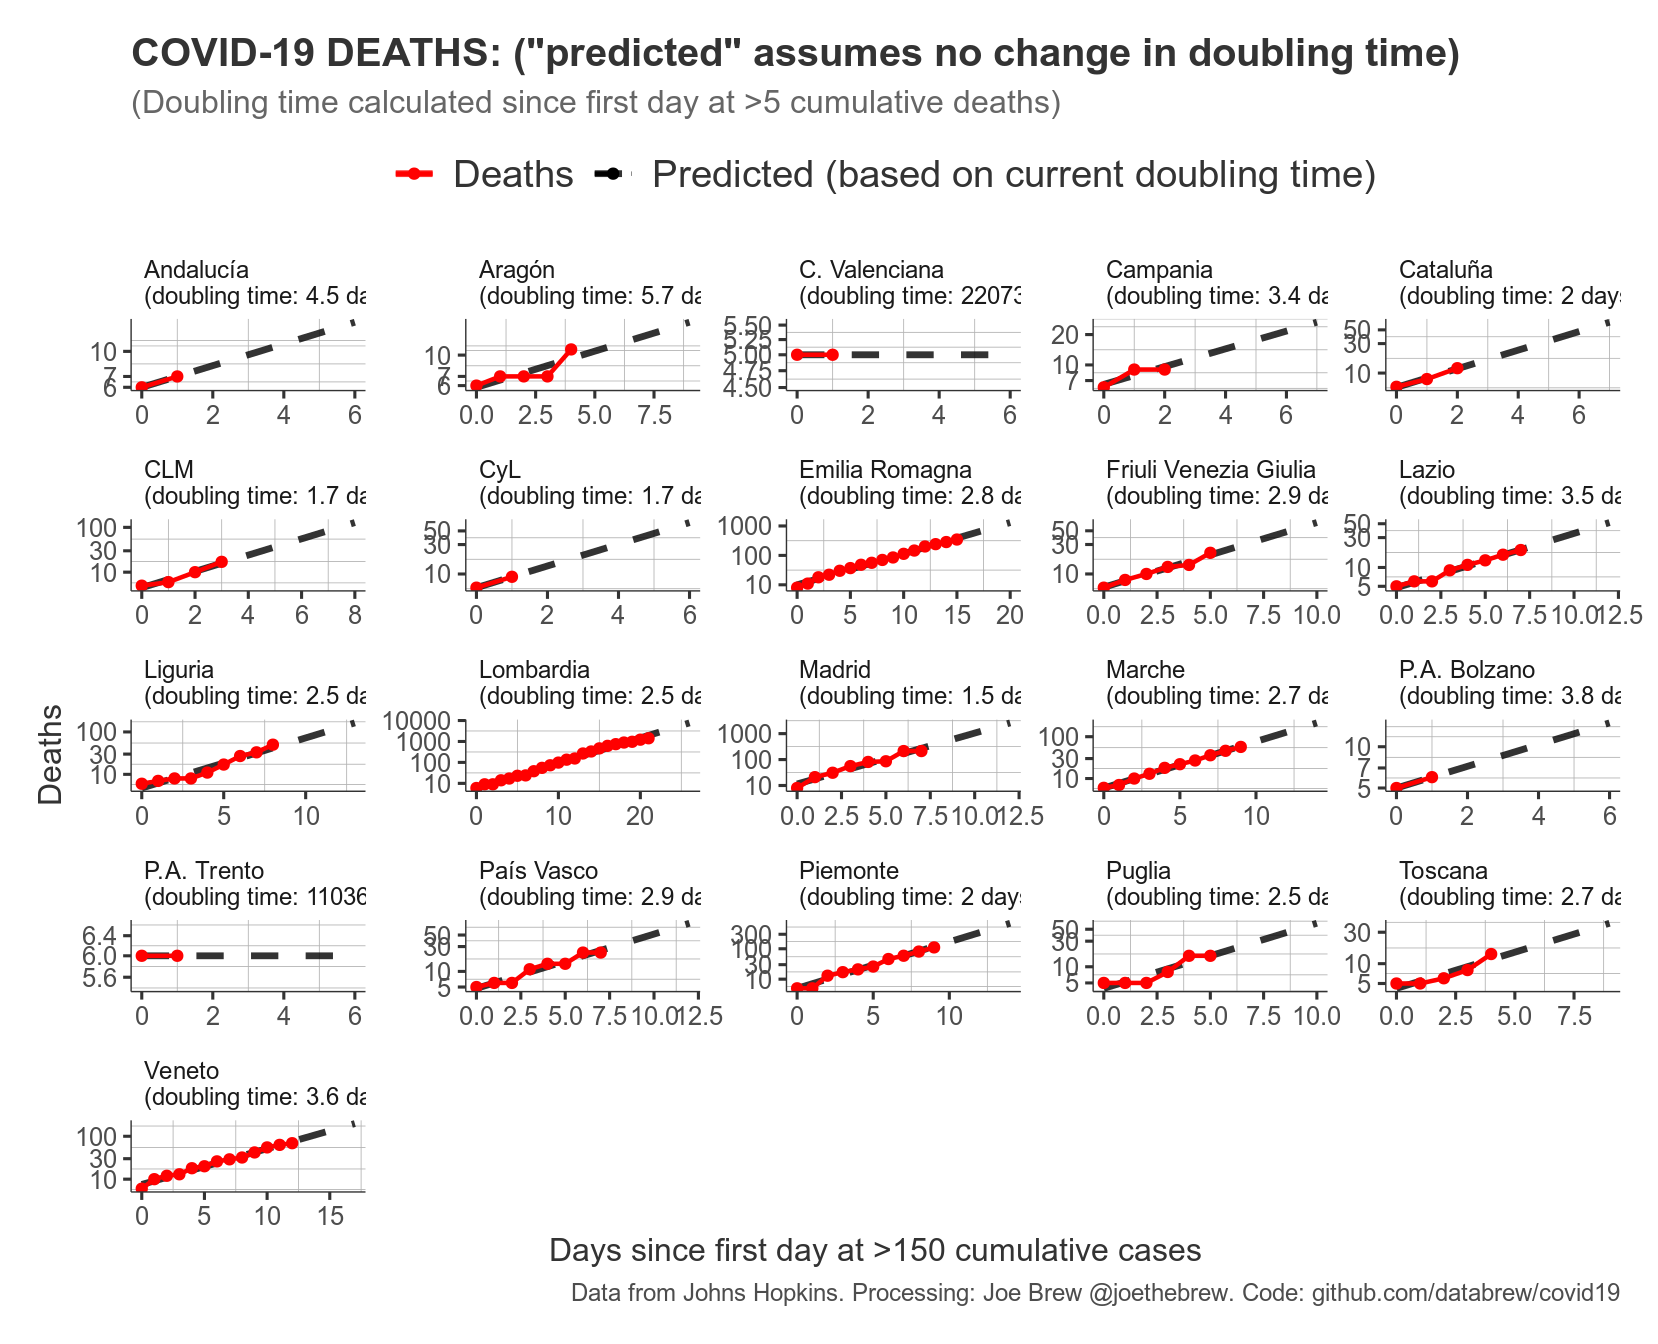 COVID-19 DEATHS: ("predicted" assumes no change in doubling time)
(Doubling time calculated since first day at >5 cumulative deaths)
Deaths Predicted (based on current doubling time)
Andalucía
(doubling time: 4.5 da
10
7
6
0 2 4 6
Aragón
(doubling time: 5.7 da
10
7
6
0.0 2.5 5.0 7.5
C. Valenciana
(doubling time: 22073
5.50
5.25
5.00
4.75
4.50
0 2 4 6
Campania
(doubling time: 3.4 da
20
10
7
0 2 4 6
Cataluña
(doubling time: 2 days
50
30
10
0 2 4 6
CLM
(doubling time: 1.7 da
100
30
10
0 2 4 6 8
CyL
(doubling time: 1.7 da
50
30
10
0 2 4 6
Emilia Romagna
(doubling time: 2.8 da
1000
100
10
0 5 10 15 20
Friuli Venezia Giulia
(doubling time: 2.9 da
50
30
10
0.0 2.5 5.0 7.5 10.0
Lazio
(doubling time: 3.5 da
50
30
10
5
0.0 2.5 5.0 7.5 10.0 12.5
Deaths
Liguria
(doubling time: 2.5 da
100
30
10
0 5 10
Lombardia
(doubling time: 2.5 da
10000
1000
100
10
0 10 20
Madrid
(doubling time: 1.5 da
1000
100
10
0.0 2.5 5.0 7.5 10.0 12.5
Marche
(doubling time: 2.7 da
100
30
10
0 5 10
P.A. Bolzano
(doubling time: 3.8 da
10
7
5
0 2 4 6
P.A. Trento
(doubling time: 11036
6.4
6.0
5.6
0 2 4 6
País Vasco
(doubling time: 2.9 da
50
30
10
5
0.0 2.5 5.0 7.5 10.0 12.5
Piemonte
(doubling time: 2 days
300
100
30
10
0 5 10
Puglia
(doubling time: 2.5 da
50
30
10
5
0.0 2.5 5.0 7.5 10.0
Toscana
(doubling time: 2.7 da
30
10
5
0.0 2.5 5.0 7.5
Veneto
(doubling time: 3.6 da
100
30
10
0 5 10 15
Days since first day at >150 cumulative cases
Data from Johns Hopkins. Processing: Joe Brew @joethebrew. Code: github.com/databrew/covid19